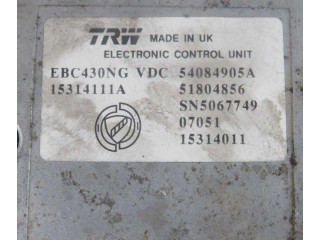 TRW MADE IN UK
ELECTRONIC CONTROL UNIT
EBC430NG VDC 54084905A
15314111A 51804856
SN5067749
07051
15314011